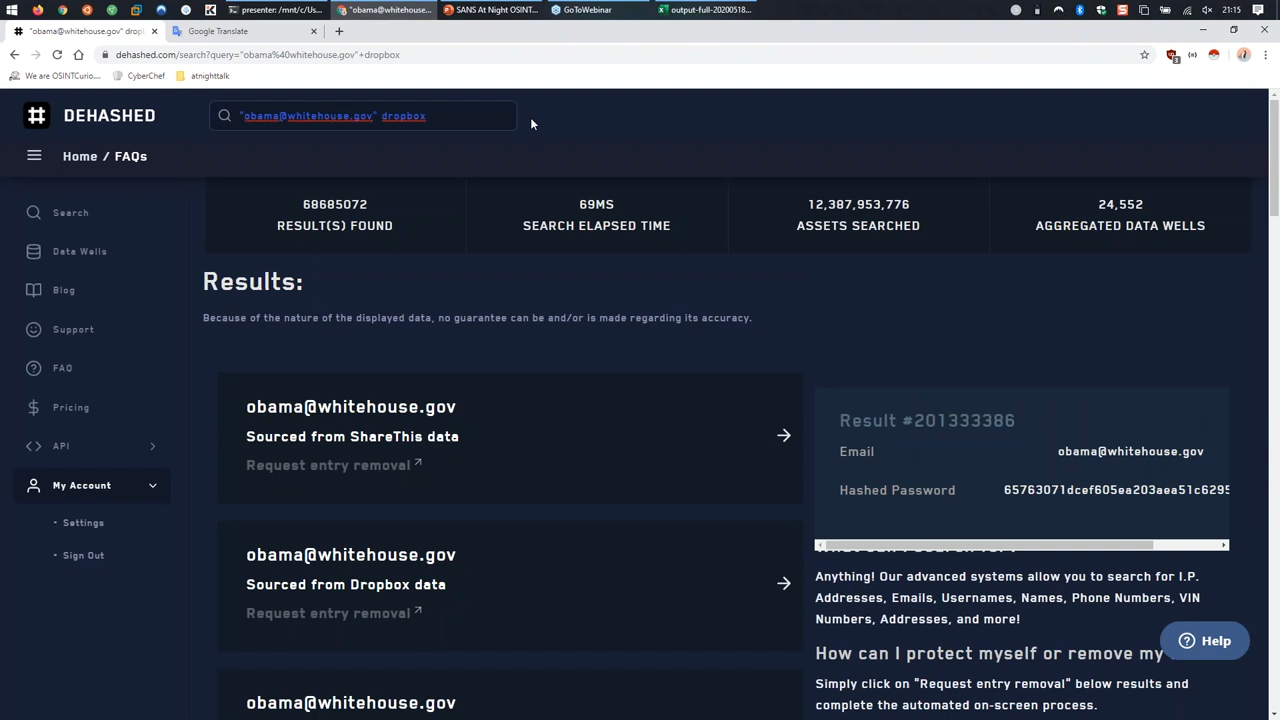 presenter: /mnt/c/Us...
"obama@whitehouse...
SANS At Night OSINT...
GoToWebinar
output-full-20200518...
21:15
"obama@whitehouse.gov" drop
Google Translate
dehashed.com/search?query="obama%40whitehouse.gov"+dropbox
We are OSINTCurio...
CyberChef
atnighttalk
DEHASHED
"obama@whitehouse.gov" dropbox
Home / FAQs
Search
Data Wells
Blog
Support
FAQ
Pricing
API
My Account
Settings
Sign Out
68685072
RESULT(S) FOUND
69MS
SEARCH ELAPSED TIME
12,387,953,776
ASSETS SEARCHED
24,552
AGGREGATED DATA WELLS
Results:
Because of the nature of the displayed data, no guarantee can be and/or is made regarding its accuracy.
obama@whitehouse.gov
Sourced from ShareThis data
Request entry removal
obama@whitehouse.gov
Sourced from Dropbox data
Request entry removal
obama@whitehouse.gov
Result #201333386
Email
obama@whitehouse.gov
Hashed Password
65763071dcef605ea203aea51c6295
What can I search for?
Anything! Our advanced systems allow you to search for I.P.
Addresses, Emails, Usernames, Names, Phone Numbers, VIN
Numbers, Addresses, and more!
How can I protect myself or remove my
Simply click on "Request entry removal" below results and
complete the automated on-screen process.
Help